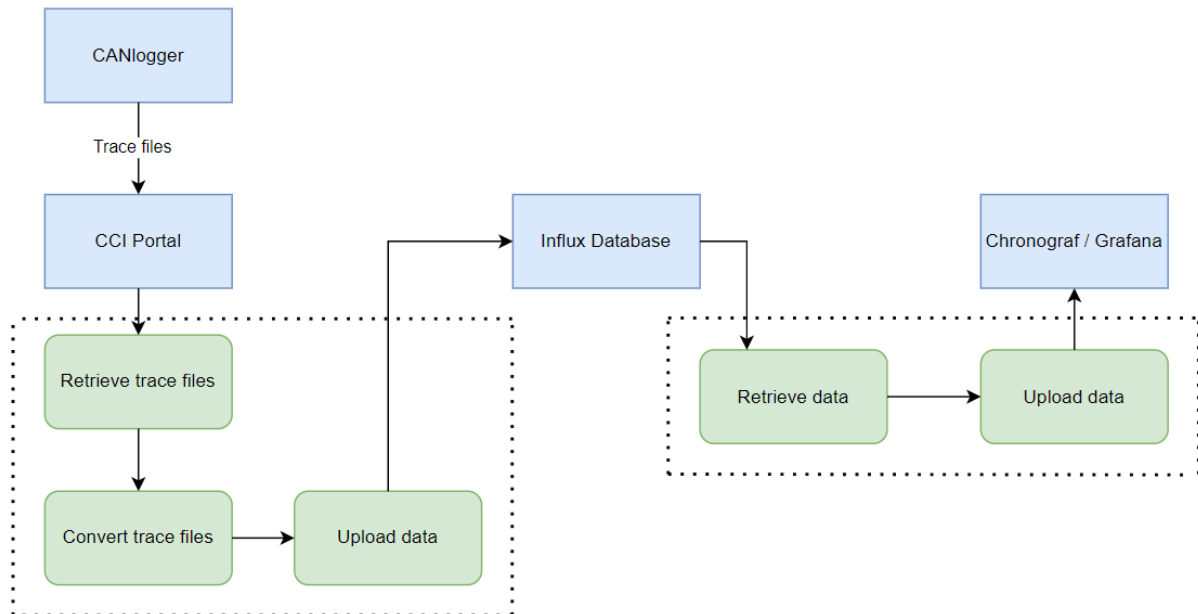 CANlogger
Trace files
CCI Portal
Influx Database
Chronograf / Grafana
Retrieve trace files
Retrieve data
Upload data
Convert trace files
Upload data